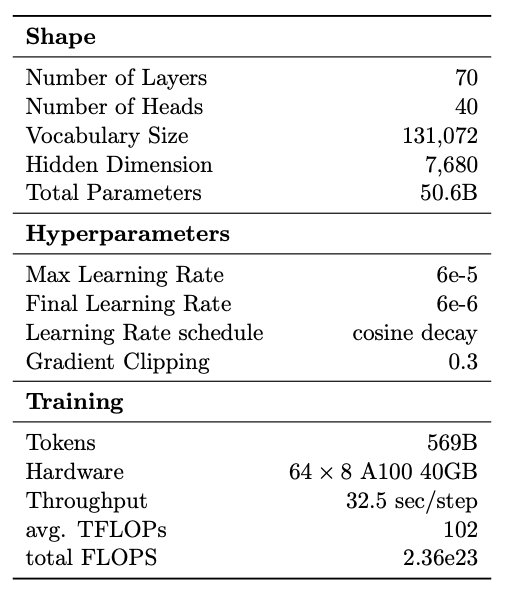 Shape
Number of Layers 70
Number of Heads 40
Vocabulary Size 131,072
Hidden Dimension 7,680
Total Parameters 50.6B
Hyperparameters
Max Learning Rate 6e-5
Final Learning Rate 6e-6
Learning Rate schedule cosine decay
Gradient Clipping 0.3
Training
Tokens 569B
Hardware 64 × 8 A100 40GB
Throughput 32.5 sec/step
avg. TFLOPs 102
total FLOPS 2.36e23